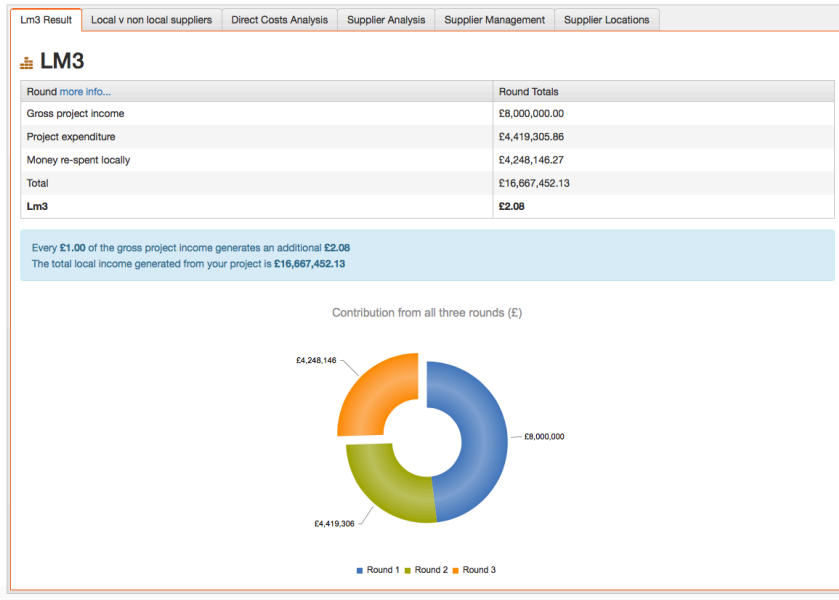 Lm3 Result Local v non local suppliers Direct Costs Analysis Supplier Analysis Supplier Management Supplier Locations
LM3
Round more info... Round Totals
Gross project income £8,000,000.00
Project expenditure £4,419,305.86
Money re-spent locally £4,248,146.27
Total £16,667,452.13
Lm3 £2.08
Every £1.00 of the gross project income generates an additional £2.08
The total local income generated from your project is £16,667,452.13
Contribution from all three rounds (£)
£4,248,146
£8,000,000
£4,419,306
Round 1 Round 2 Round 3